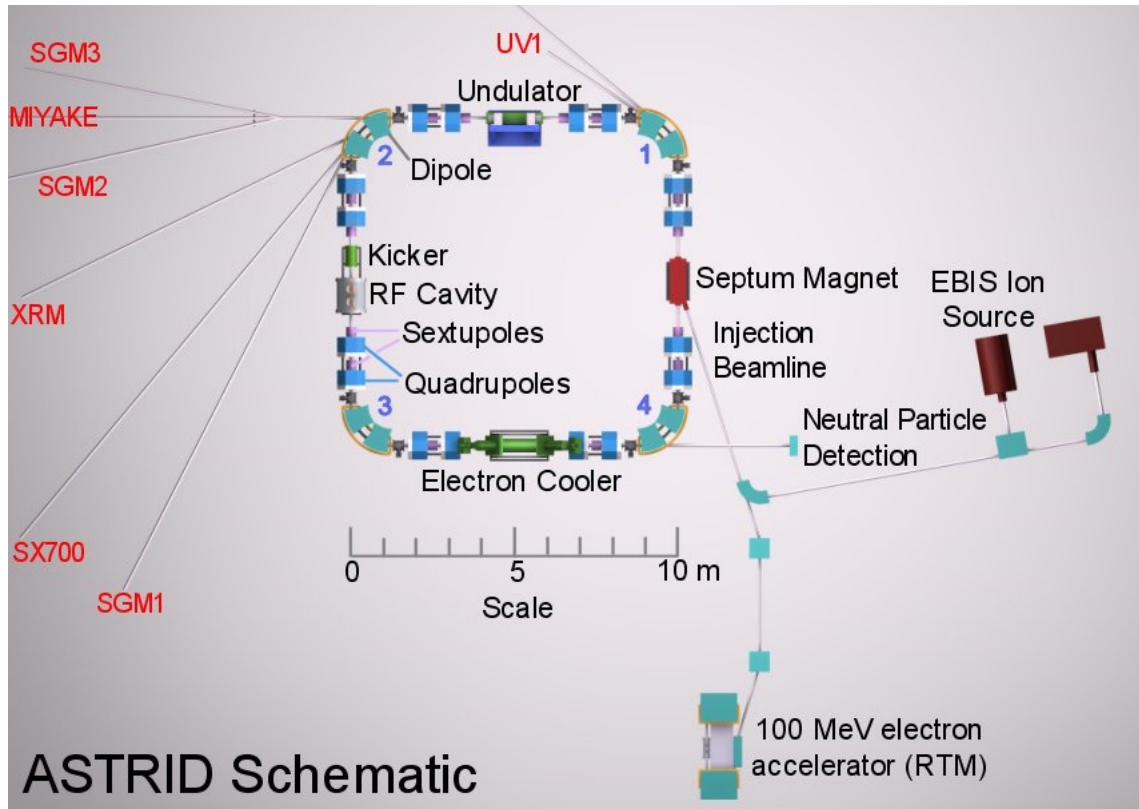 SGM3
UV1
Undulator
MIYAKE
2
1
Dipole
SGM2
Kicker
RF Cavity
Septum Magnet
EBIS Ion
Source
XRM
Sextupoles
Injection
Beamline
Quadrupoles
3
4
Neutral Particle
Detection
Electron Cooler
SX700
0
5
10 m
SGM1
Scale
100 MeV electron
accelerator (RTM)
ASTRID Schematic